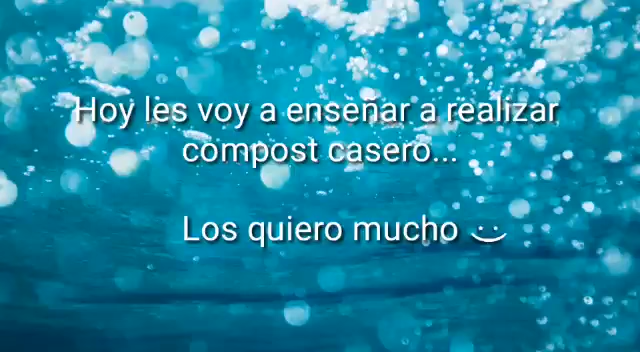 Hoy les voy a enseñar a realizar
compost casero...
Los quiero mucho